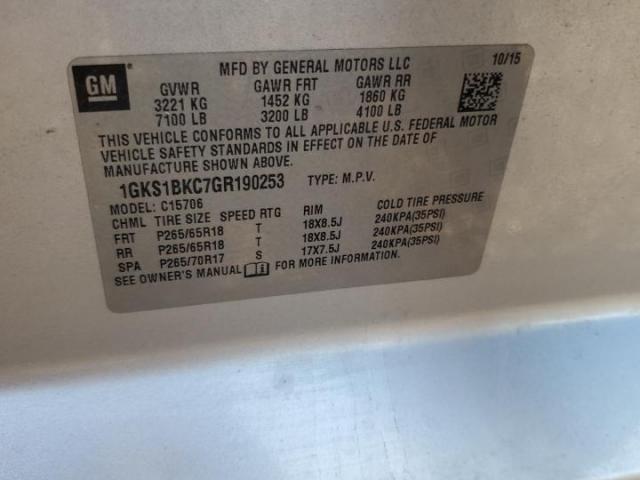 GM
MFD BY GENERAL MOTORS LLC 10/15
GVWR GAWR FRT GAWR RR
3221 KG 1452 KG 1860 KG
7100 LB 3200 LB 4100 LB
THIS VEHICLE CONFORMS TO ALL APPLICABLE U.S. FEDERAL MOTOR
VEHICLE SAFETY STANDARDS IN EFFECT ON THE DATE OF
MANUFACTURE SHOWN ABOVE.
1GKS1BKC7GR190253 TYPE: M.P.V.
MODEL: C15706
CHML TIRE SIZE SPEED RTG RIM COLD TIRE PRESSURE
FRT P265/65R18 T 18X8.5J 240KPA(35PSI)
RR P265/65R18 T 18X8.5J 240KPA(35PSI)
SPA P265/70R17 S 17X7.5J 240KPA(35PSI)
SEE OWNER'S MANUAL FOR MORE INFORMATION.